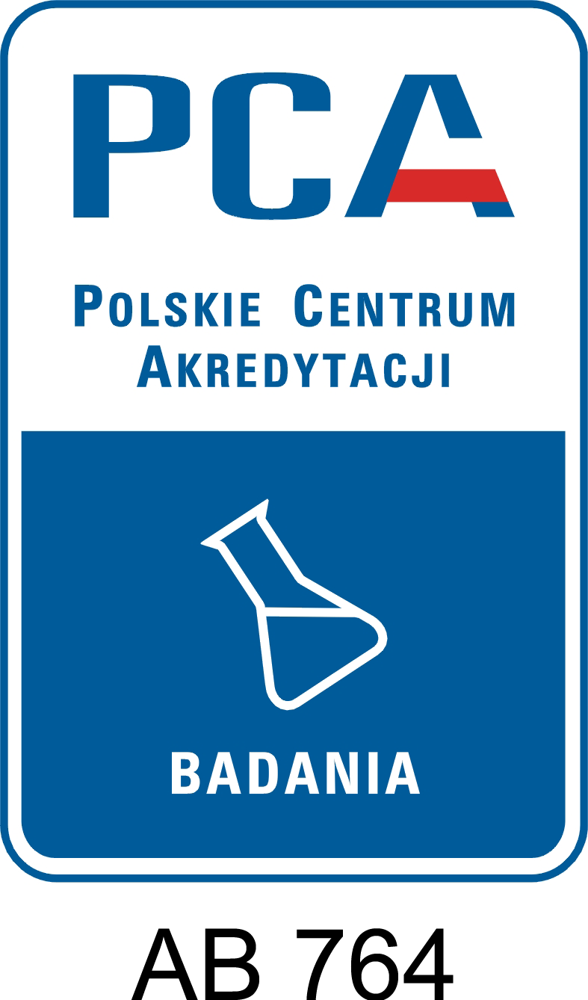 PCA
POLSKIE CENTRUM
AKREDYTACJI
BADANIA
AB 764